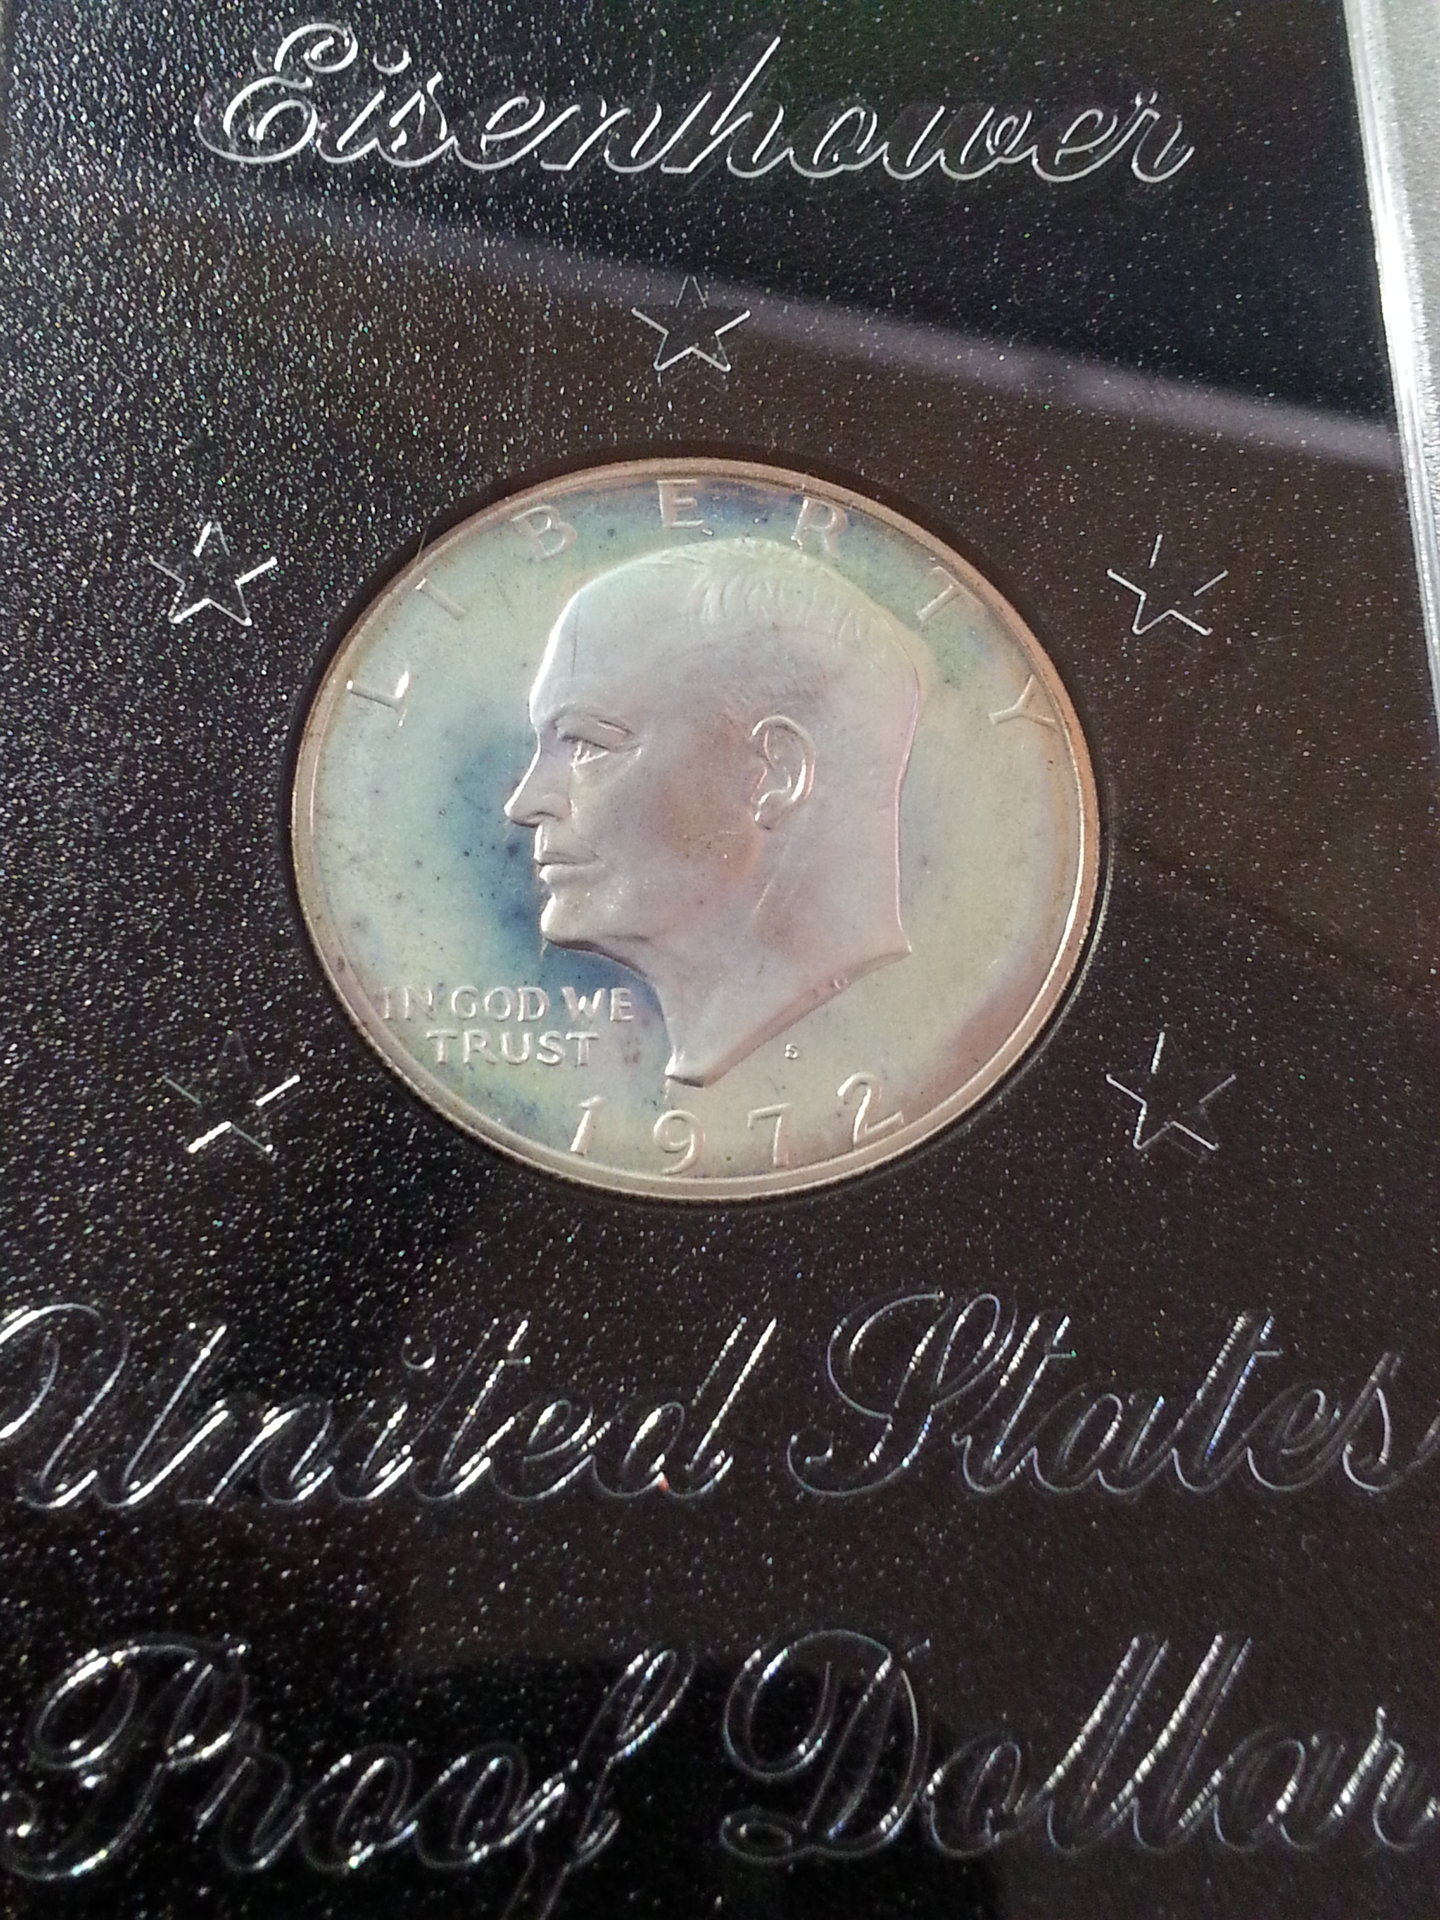 Eisenhower
LIBERTY
IN GOD WE
TRUST
S
1972
United States
Proof Dollar